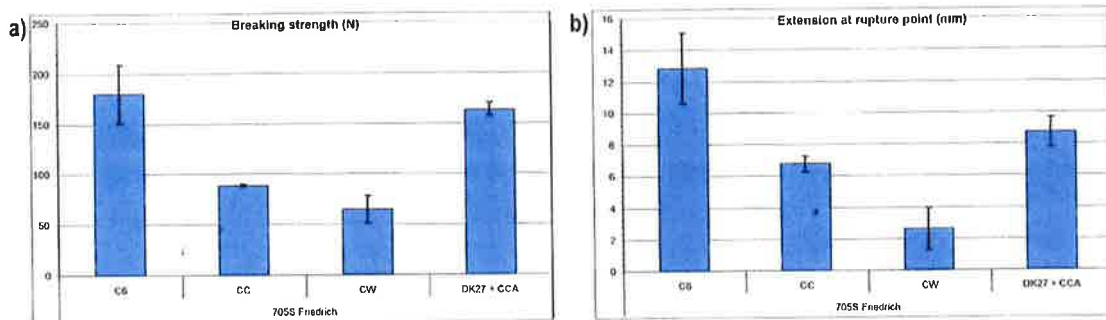 a)
Breaking strength (N)
250
200
150
100
50
0
CS CC CW DK27 + CCA
705S Friedrich
b)
Extension at rupture point (mm)
16
14
12
10
8
6
4
2
0
CS CC CW DK27 + CCA
705S Friedrich